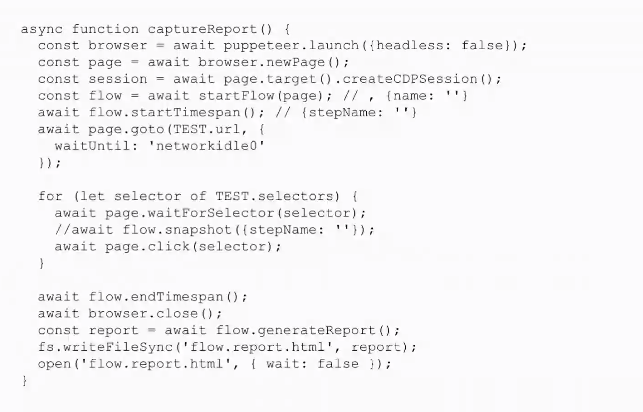 async function captureReport() {
  const browser = await puppeteer.launch({headless: false});
  const page = await browser.newPage();
  const session = await page.target().createCDPSession();
  const flow = await startFlow(page); // , {name: ''}
  await flow.startTimespan(); // {stepName: ''}
  await page.goto(TEST.url, {
    waitUntil: 'networkidle0'
  });

  for (let selector of TEST.selectors) {
    await page.waitForSelector(selector);
    //await flow.snapshot({stepName: ''});
    await page.click(selector);
  }

  await flow.endTimespan();
  await browser.close();
  const report = await flow.generateReport();
  fs.writeFileSync('flow.report.html', report);
  open('flow.report.html', { wait: false });
}